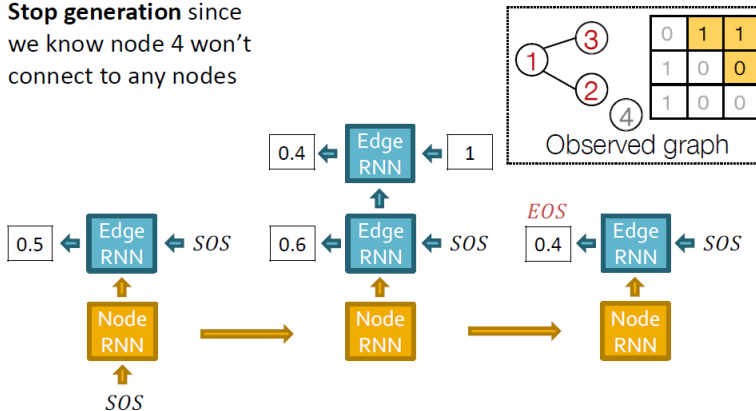 Stop generation since
we know node 4 won't
connect to any nodes
1
3
2
4
0 1 1
1 0 0
1 0 0
Observed graph
0.4
Edge
RNN
1
0.5
Edge
RNN
SOS
0.6
Edge
RNN
SOS
EOS
0.4
Edge
RNN
SOS
Node
RNN
Node
RNN
Node
RNN
SOS